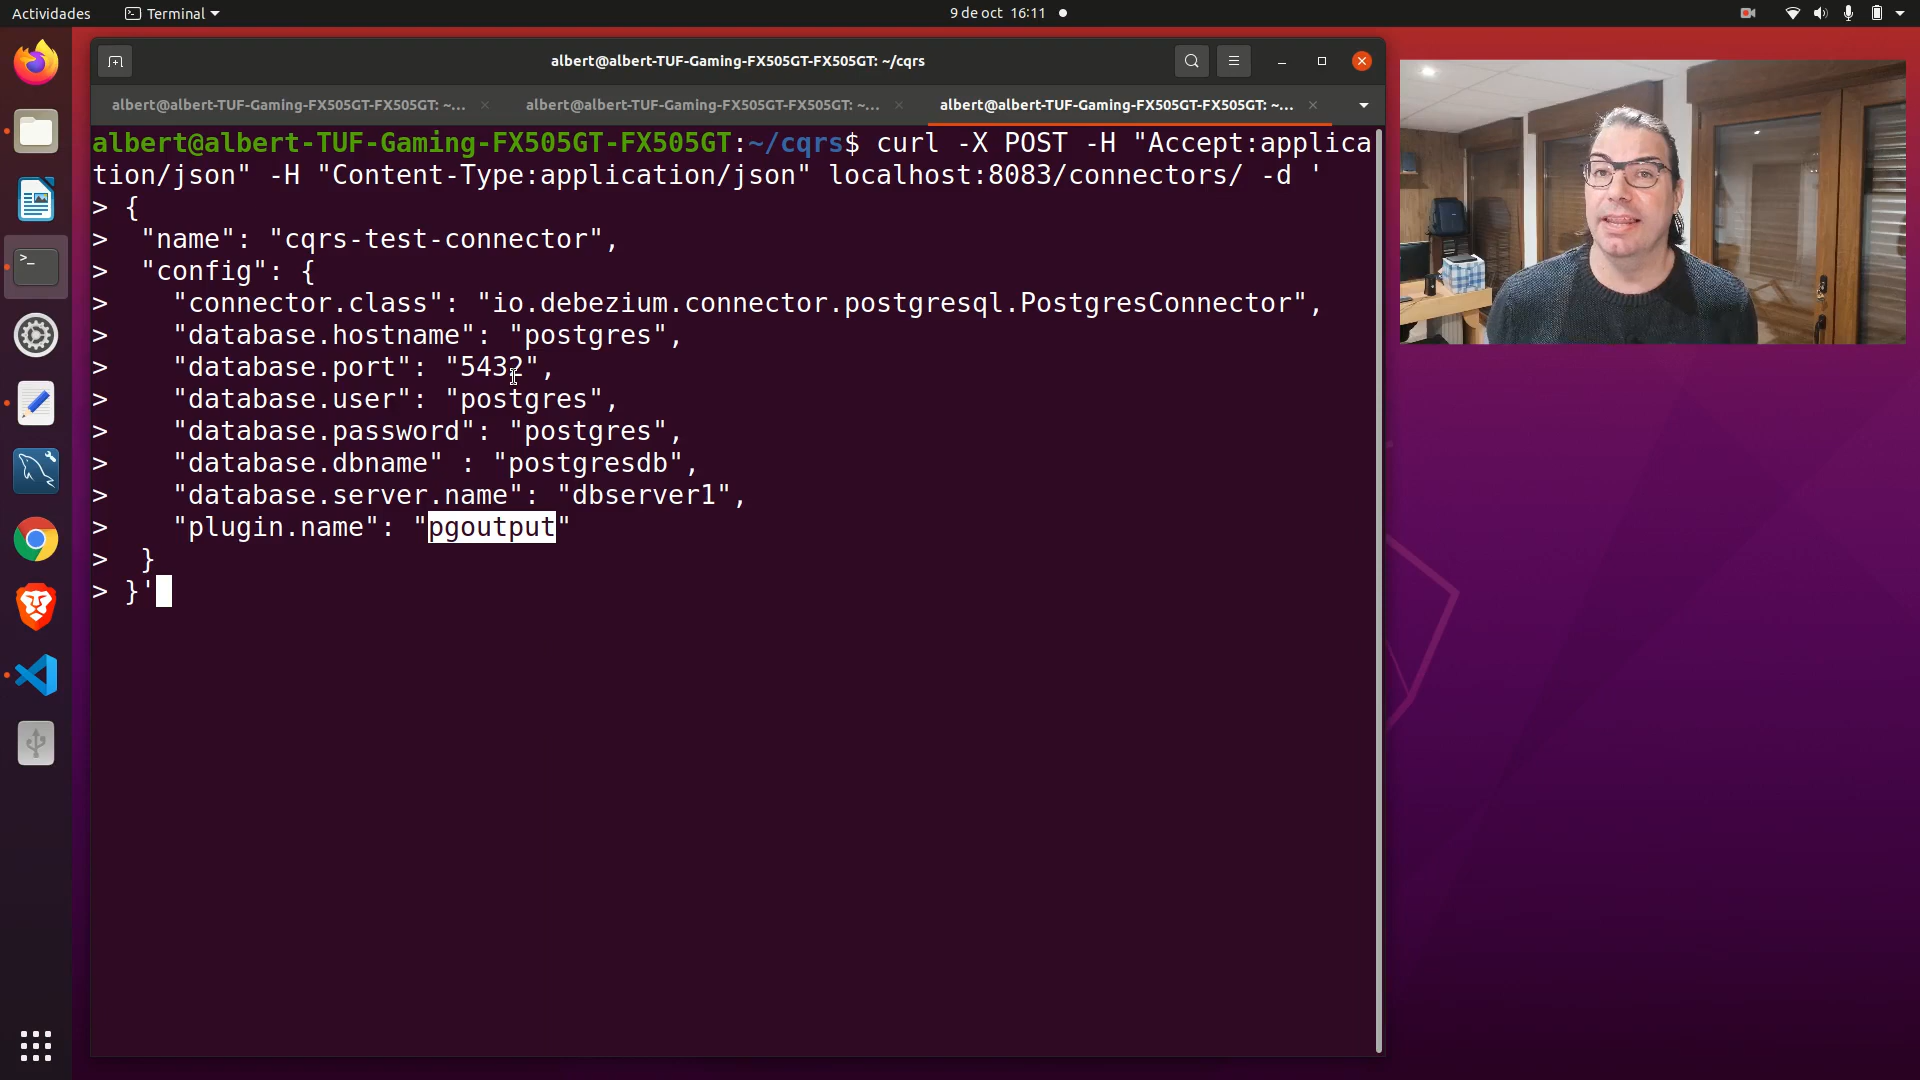 Actividades Terminal 9 de oct 16:11
albert@albert-TUF-Gaming-FX505GT-FX505GT: ~/cqrs
albert@albert-TUF-Gaming-FX505GT-FX505GT: ~... albert@albert-TUF-Gaming-FX505GT-FX505GT: ~... albert@albert-TUF-Gaming-FX505GT-FX505GT: ~...
albert@albert-TUF-Gaming-FX505GT-FX505GT:~/cqrs$ curl -X POST -H "Accept:applica
tion/json" -H "Content-Type:application/json" localhost:8083/connectors/ -d '
> {
>  "name": "cqrs-test-connector",
>  "config": {
>    "connector.class": "io.debezium.connector.postgresql.PostgresConnector",
>    "database.hostname": "postgres",
>    "database.port": "5432",
>    "database.user": "postgres",
>    "database.password": "postgres",
>    "database.dbname" : "postgresdb",
>    "database.server.name": "dbserver1",
>    "plugin.name": "pgoutput"
>  }
> }'